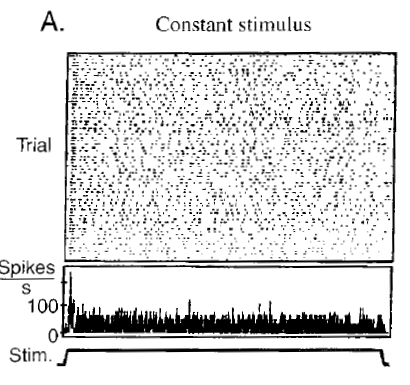 A. Constant stimulus
Trial
Spikes
s
100
0
Stim.